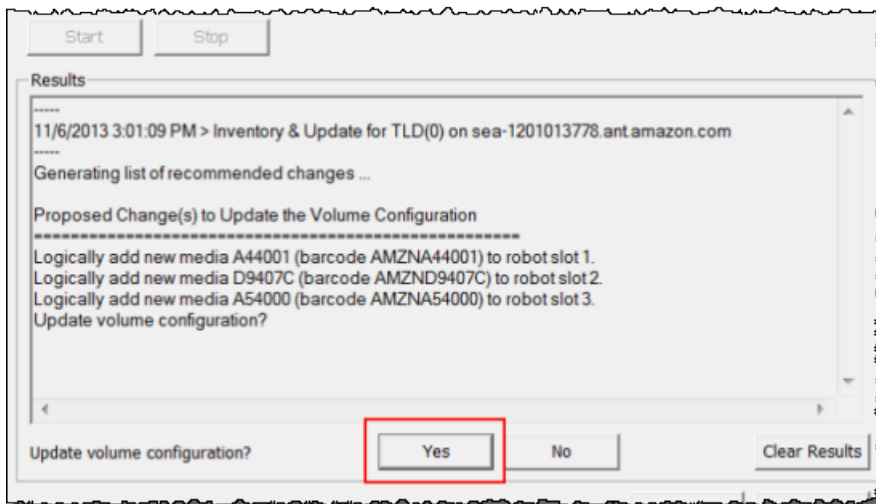 Start Stop
Results
-----
11/6/2013 3:01:09 PM > Inventory & Update for TLD(0) on sea-1201013778.ant.amazon.com
-----
Generating list of recommended changes ...
Proposed Change(s) to Update the Volume Configuration
=====================================================
Logically add new media A44001 (barcode AMZNA44001) to robot slot 1.
Logically add new media D9407C (barcode AMZND9407C) to robot slot 2.
Logically add new media A54000 (barcode AMZNA54000) to robot slot 3.
Update volume configuration?
Update volume configuration? Yes No Clear Results